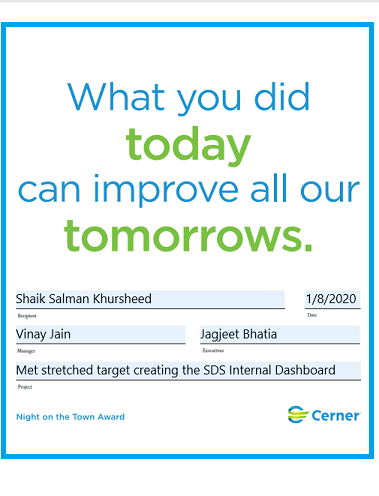 What you did
today
can improve all our
tomorrows.
Shaik Salman Khursheed 1/8/2020
Recipient Date
Vinay Jain Jagjeet Bhatia
Manager Executives
Met stretched target creating the SDS Internal Dashboard
Project
Night on the Town Award Cerner